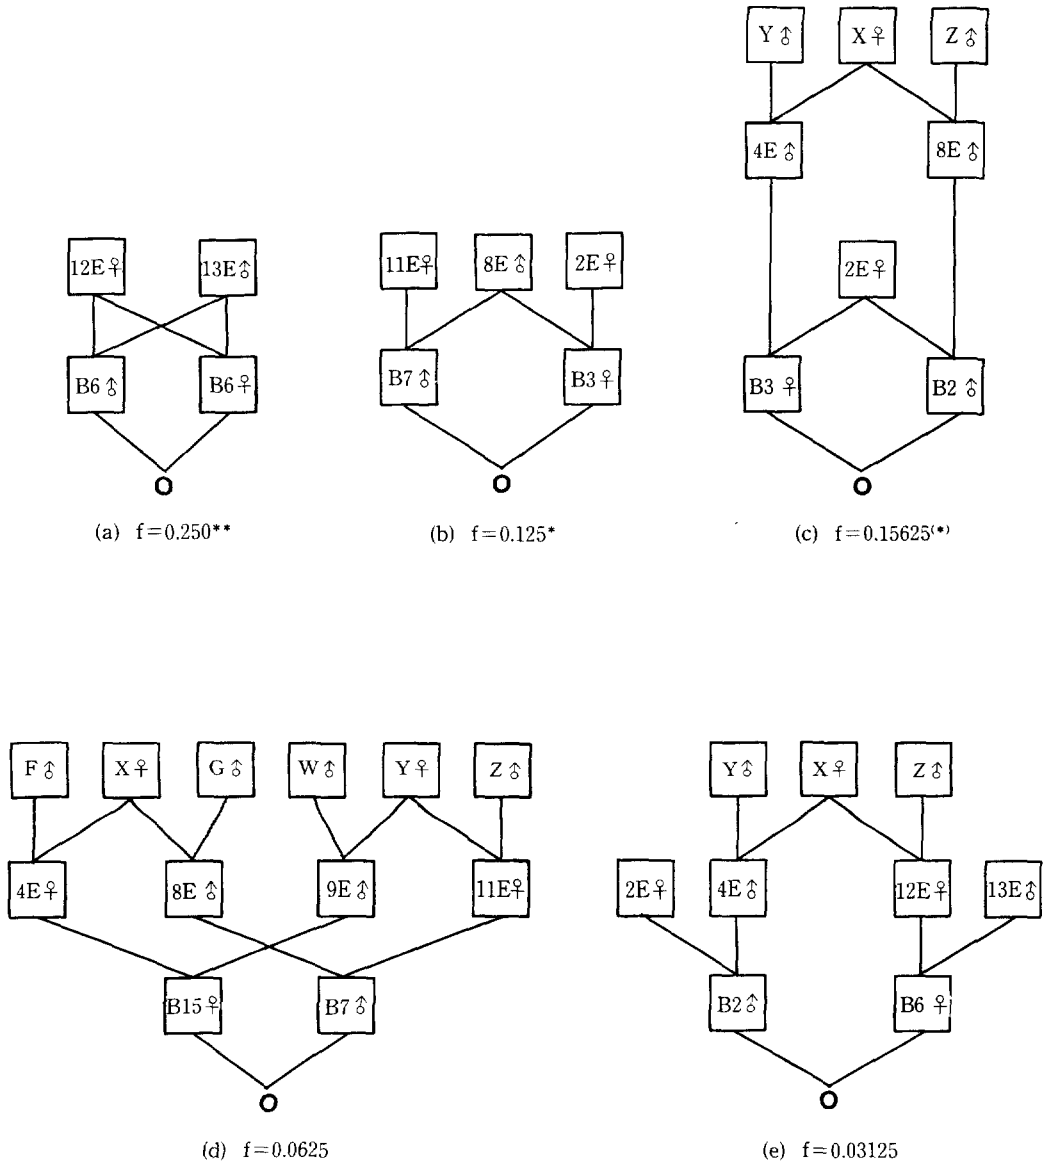 Y♂ X♀ Z♂
4E♂ 8E♂
12E♀ 13E♂ 11E♀ 8E♂ 2E♀ 2E♀
B6♂ B6♀ B7♂ B3♀ B3♀ B2♂
O O O
(a) f=0.250** (b) f=0.125* (c) f=0.15625(*)
F♂ X♀ G♂ W♂ Y♀ Z♂ Y♂ X♀ Z♂
4E♀ 8E♂ 9E♂ 11E♀ 2E♀ 4E♂ 12E♀ 13E♂
B15♀ B7♂ B2♂ B6♀
O O
(d) f=0.0625 (e) f=0.03125